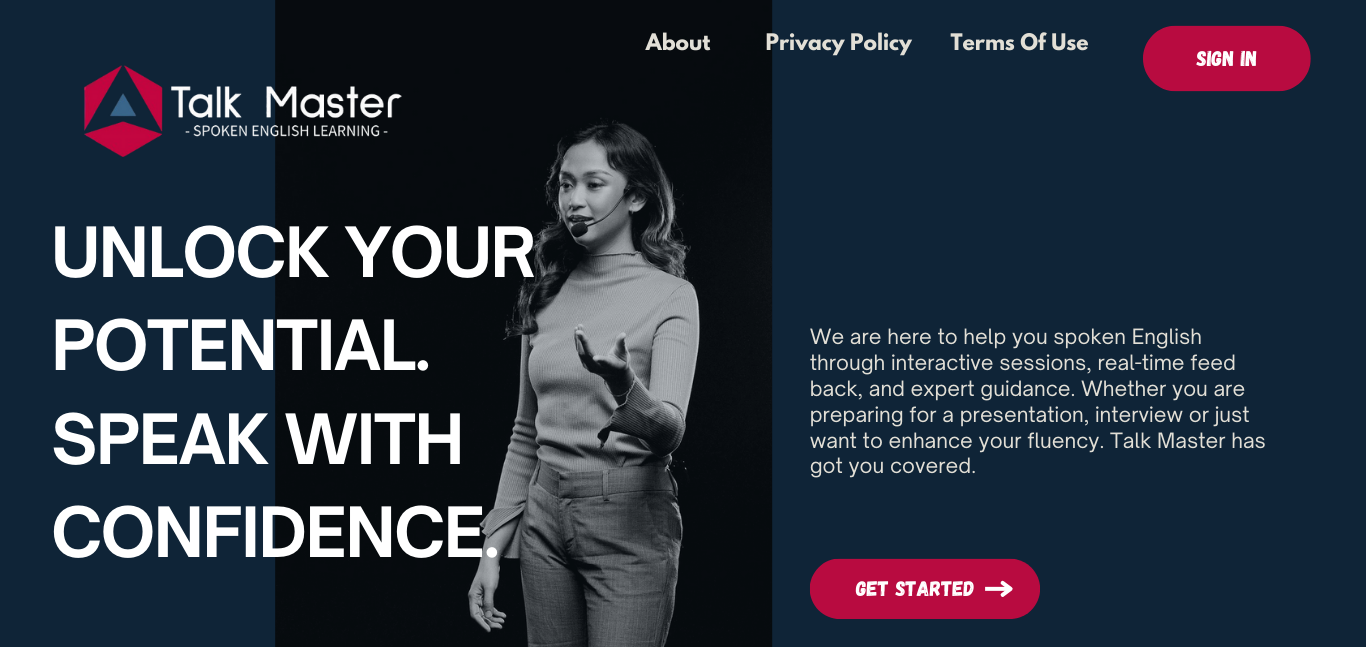 About
Privacy Policy
Terms Of Use
SIGN IN
Talk Master
- SPOKEN ENGLISH LEARNING -
UNLOCK YOUR
POTENTIAL.
SPEAK WITH
CONFIDENCE.
We are here to help you spoken English
through interactive sessions, real-time feed
back, and expert guidance. Whether you are
preparing for a presentation, interview or just
want to enhance your fluency. Talk Master has
got you covered.
GET STARTED